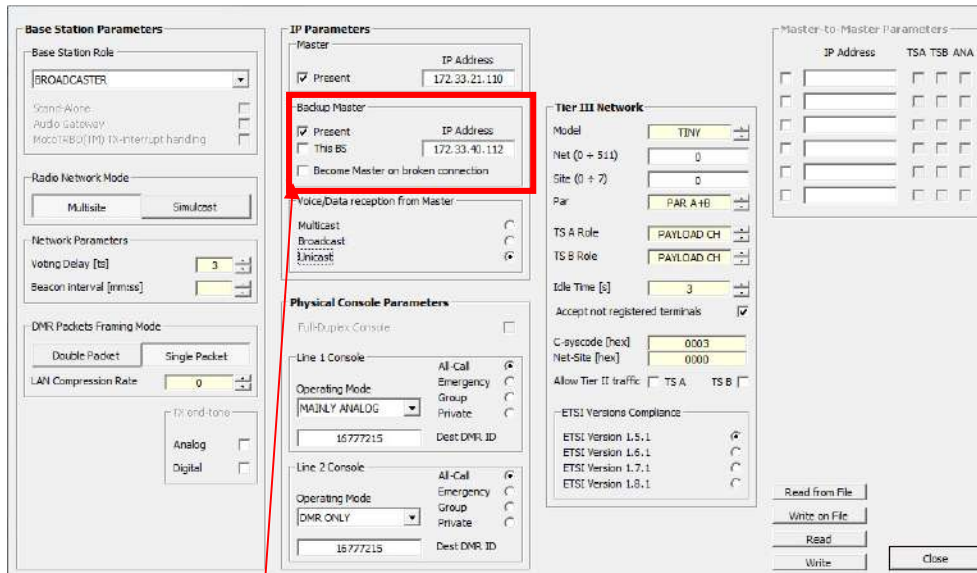 Base Station Parameters
Base Station Role
BROADCASTER
Stand-Alone
Audio Gateway
MotoTRBO(TM) TX-interrupt handing
Radio Network Mode
Multisite
Simulcast
Network Parameters
Voting Delay [ts]
3
Beacon interval [mm:ss]
DMR Packets Framing Mode
Double Packet
Single Packet
LAN Compression Rate
0
TX end-tone
Analog
Digital
IP Parameters
Master
IP Address
Present
172.33.21.110
Backup Master
Present
IP Address
This BS
172.33.40.112
Become Master on broken connection
Voice/Data reception from Master
Multicast
Broadcast
Unicast
Physical Console Parameters
Full-Duplex Console
Line 1 Console
All-Call
Emergency
Operating Mode
Group
MAINLY ANALOG
Private
16777215
Dest DMR ID
Line 2 Console
All-Call
Emergency
Operating Mode
Group
DMR ONLY
Private
16777215
Dest DMR ID
Tier III Network
Model
TINY
Net (0 ÷ 511)
0
Site (0 ÷ 7)
0
Par
PAR A+B
TS A Role
PAYLOAD CH
TS B Role
PAYLOAD CH
Idle Time [s]
3
Accept not registered terminals
C-syscode [hex]
0003
Net-Site [hex]
0000
Allow Tier II traffic
TS A
TS B
ETSI Versions Compliance
ETSI Version 1.5.1
ETSI Version 1.6.1
ETSI Version 1.7.1
ETSI Version 1.8.1
Master-to-Master Parameters
IP Address
TSA TSB ANA
Read from File
Write on File
Read
Write
Close